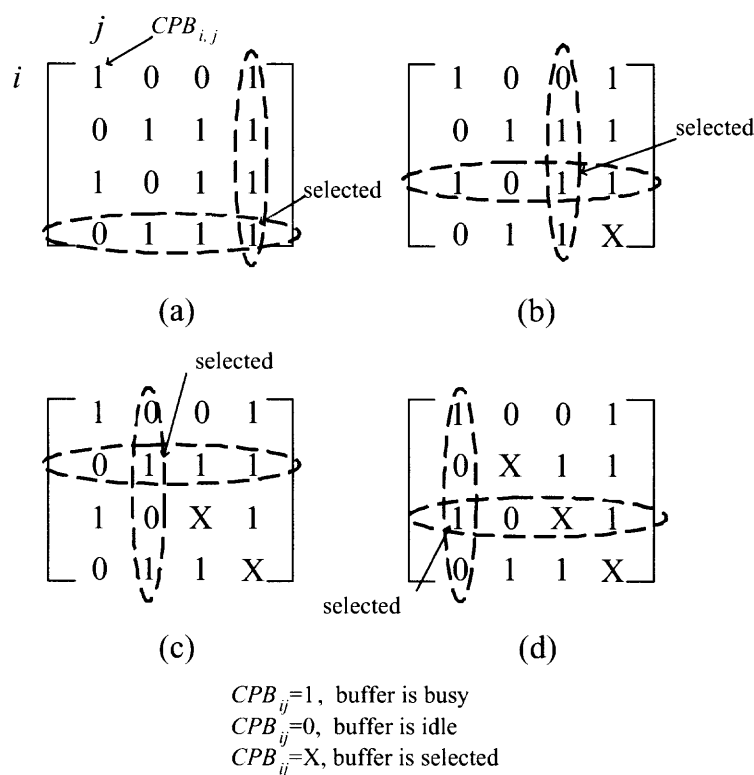 j CPB i, j
i 1 0 0 1
0 1 1 1
1 0 1 1
0 1 1 1
selected
(a)
1 0 0 1
0 1 1 1
1 0 1 1
0 1 1 X
selected
(b)
selected
1 0 0 1
0 1 1 1
1 0 X 1
0 1 1 X
(c)
1 0 0 1
0 X 1 1
1 0 X 1
0 1 1 X
selected
(d)
CPB ij=1, buffer is busy
CPB ij=0, buffer is idle
CPB ij=X, buffer is selected